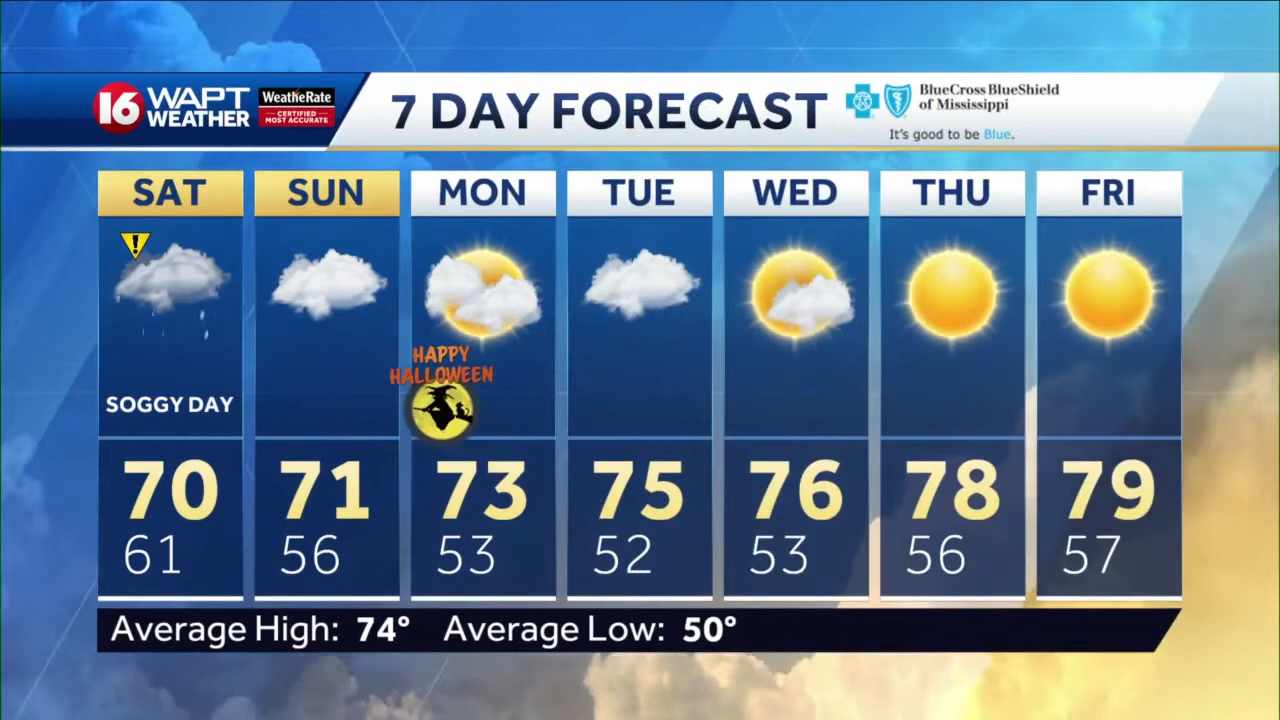 16 WAPT WEATHER
WeatheRate
CERTIFIED
MOST ACCURATE
7 DAY FORECAST
BlueCross BlueShield
of Mississippi
It's good to be Blue.
SAT SUN MON TUE WED THU FRI
!
HAPPY
HALLOWEEN
SOGGY DAY
70 71 73 75 76 78 79
61 56 53 52 53 56 57
Average High: 74° Average Low: 50°